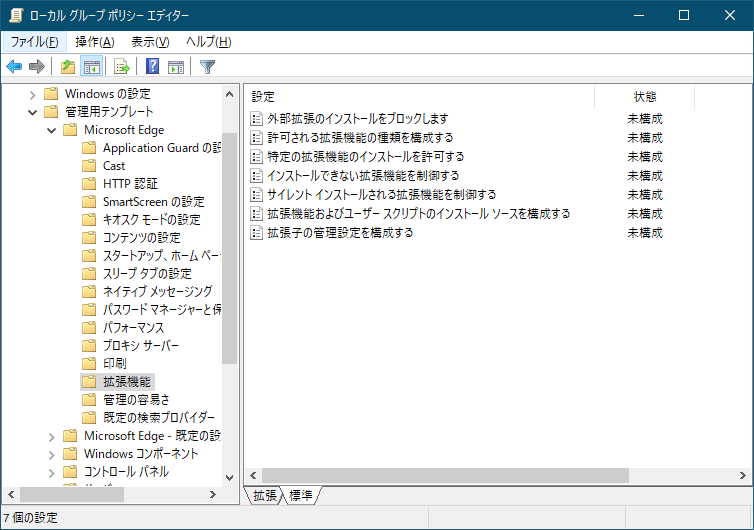 ローカル グループ ポリシー エディター
ファイル(F) 操作(A) 表示(V) ヘルプ(H)
Windows の設定
管理用テンプレート
Microsoft Edge
Application Guard の設
Cast
HTTP 認証
SmartScreen の設定
キオスク モードの設定
コンテンツの設定
スタートアップ、ホーム ペー
スリープ タブの設定
ネイティブ メッセージング
パスワード マネージャーと保
パフォーマンス
プロキシ サーバー
印刷
拡張機能
管理の容易さ
既定の検索プロバイダー
Microsoft Edge - 既定の設
Windows コンポーネント
コントロール パネル
設定 状態
外部拡張のインストールをブロックします 未構成
許可される拡張機能の種類を構成する 未構成
特定の拡張機能のインストールを許可する 未構成
インストールできない拡張機能を制御する 未構成
サイレント インストールされる拡張機能を制御する 未構成
拡張機能およびユーザー スクリプトのインストール ソースを構成する 未構成
拡張子の管理設定を構成する 未構成
拡張 標準
7 個の設定